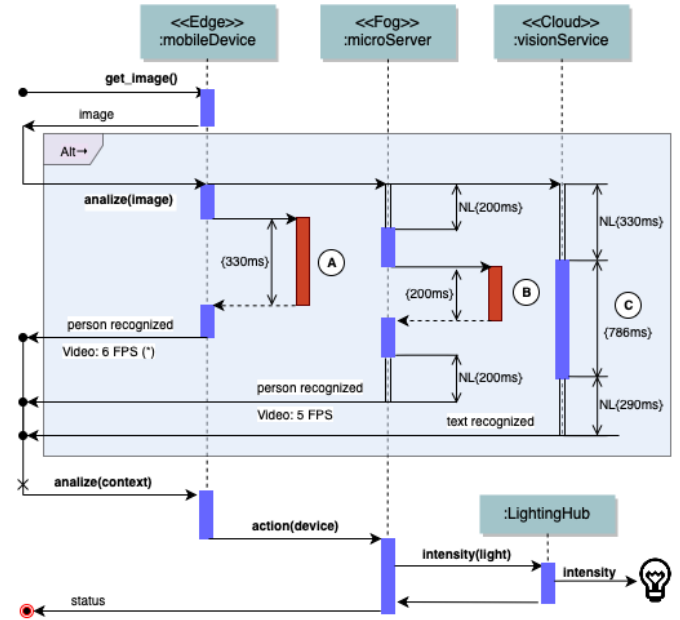 <<Edge>>
:mobileDevice
<<Fog>>
:microServer
<<Cloud>>
:visionService
get_image()
image
Alt→
analize(image)
NL{200ms}
NL{330ms}
{330ms}
A
{200ms}
B
C
{786ms}
person recognized
Video: 6 FPS (*)
NL{200ms}
person recognized
Video: 5 FPS
NL{290ms}
text recognized
analize(context)
:LightingHub
action(device)
intensity(light)
intensity
status